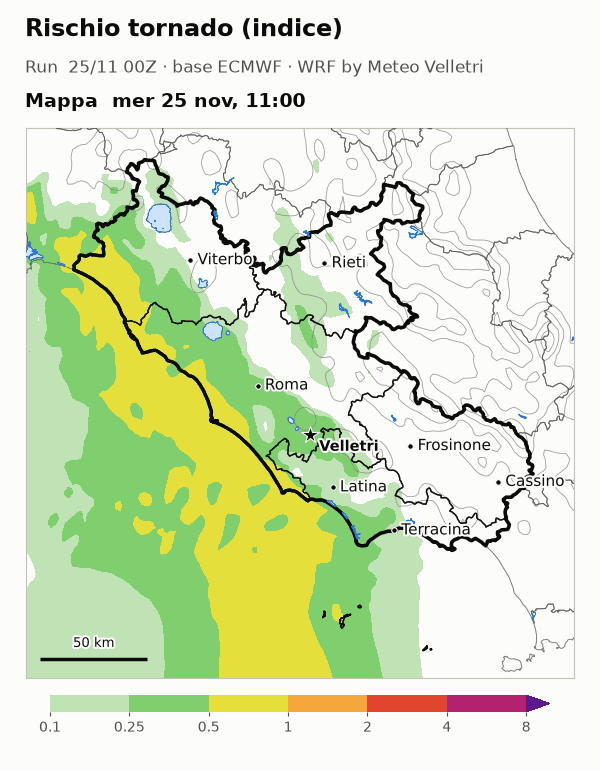 Rischio tornado (indice)
Run  25/11 00Z · base ECMWF · WRF by Meteo Velletri
Mappa  mer 25 nov, 11:00
Viterbo
Rieti
Roma
Velletri
Frosinone
Latina
Cassino
Terracina
50 km
0.1 0.25 0.5 1 2 4 8